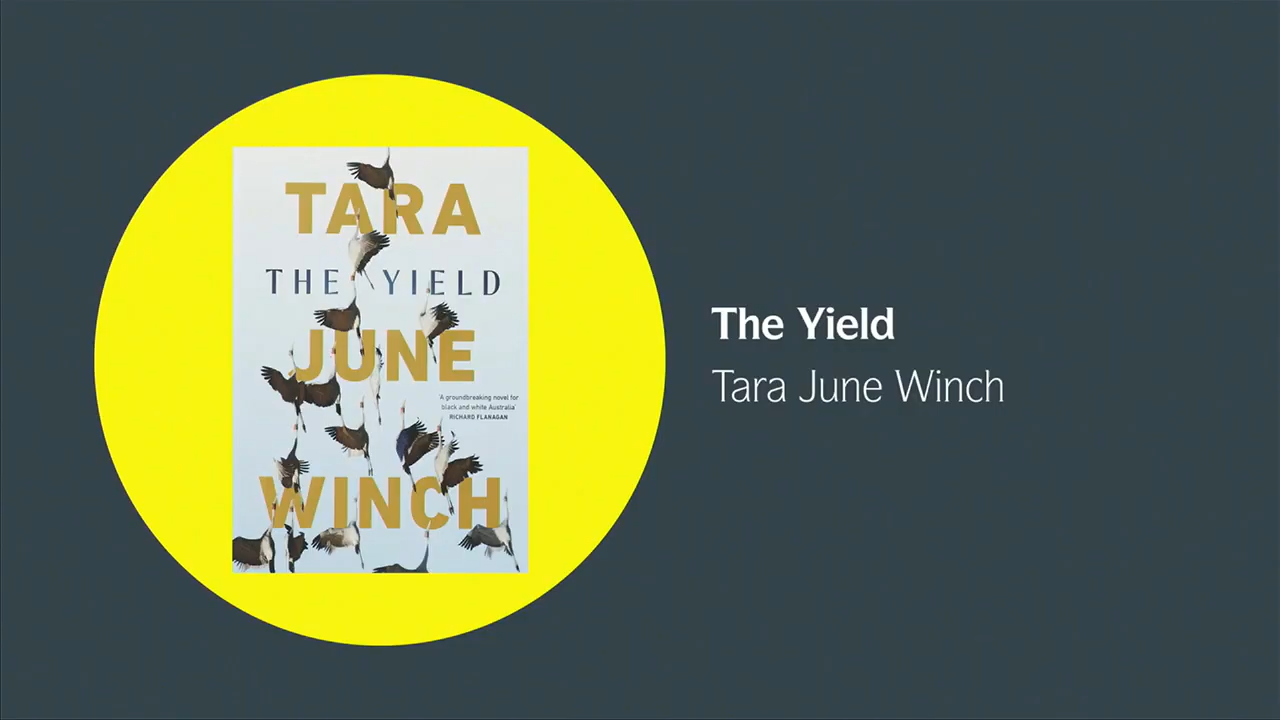 TARA
THE YIELD
JUNE
'A groundbreaking novel for
black and white Australia'
RICHARD FLANAGAN
WINCH
The Yield
Tara June Winch